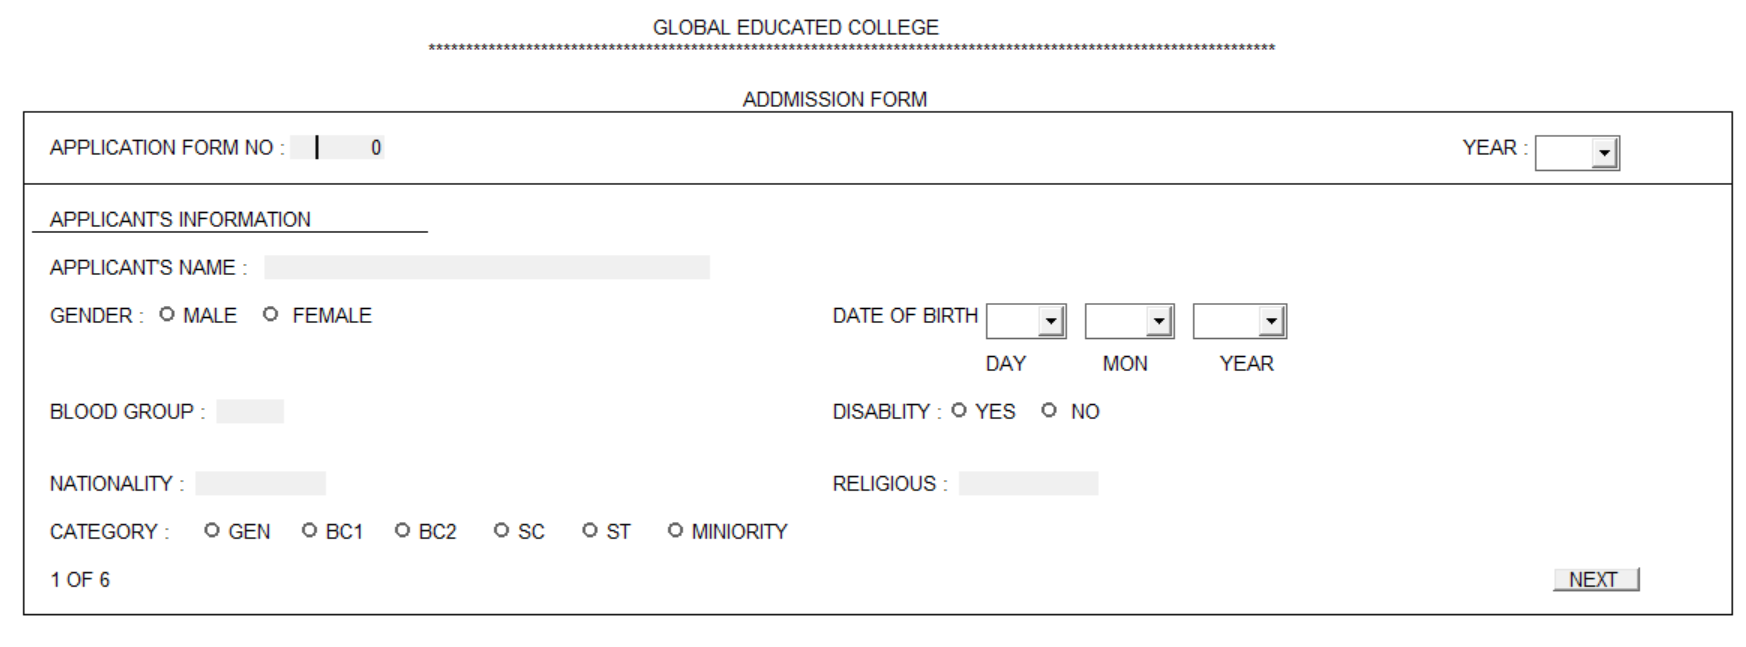 GLOBAL EDUCATED COLLEGE
*****************************************************************************************************************
ADDMISSION FORM
APPLICATION FORM NO : 0 YEAR :
APPLICANT'S INFORMATION
APPLICANT'S NAME :
GENDER : MALE FEMALE DATE OF BIRTH
DAY MON YEAR
BLOOD GROUP : DISABLITY : YES NO
NATIONALITY : RELIGIOUS :
CATEGORY : GEN BC1 BC2 SC ST MINIORITY
1 OF 6 NEXT